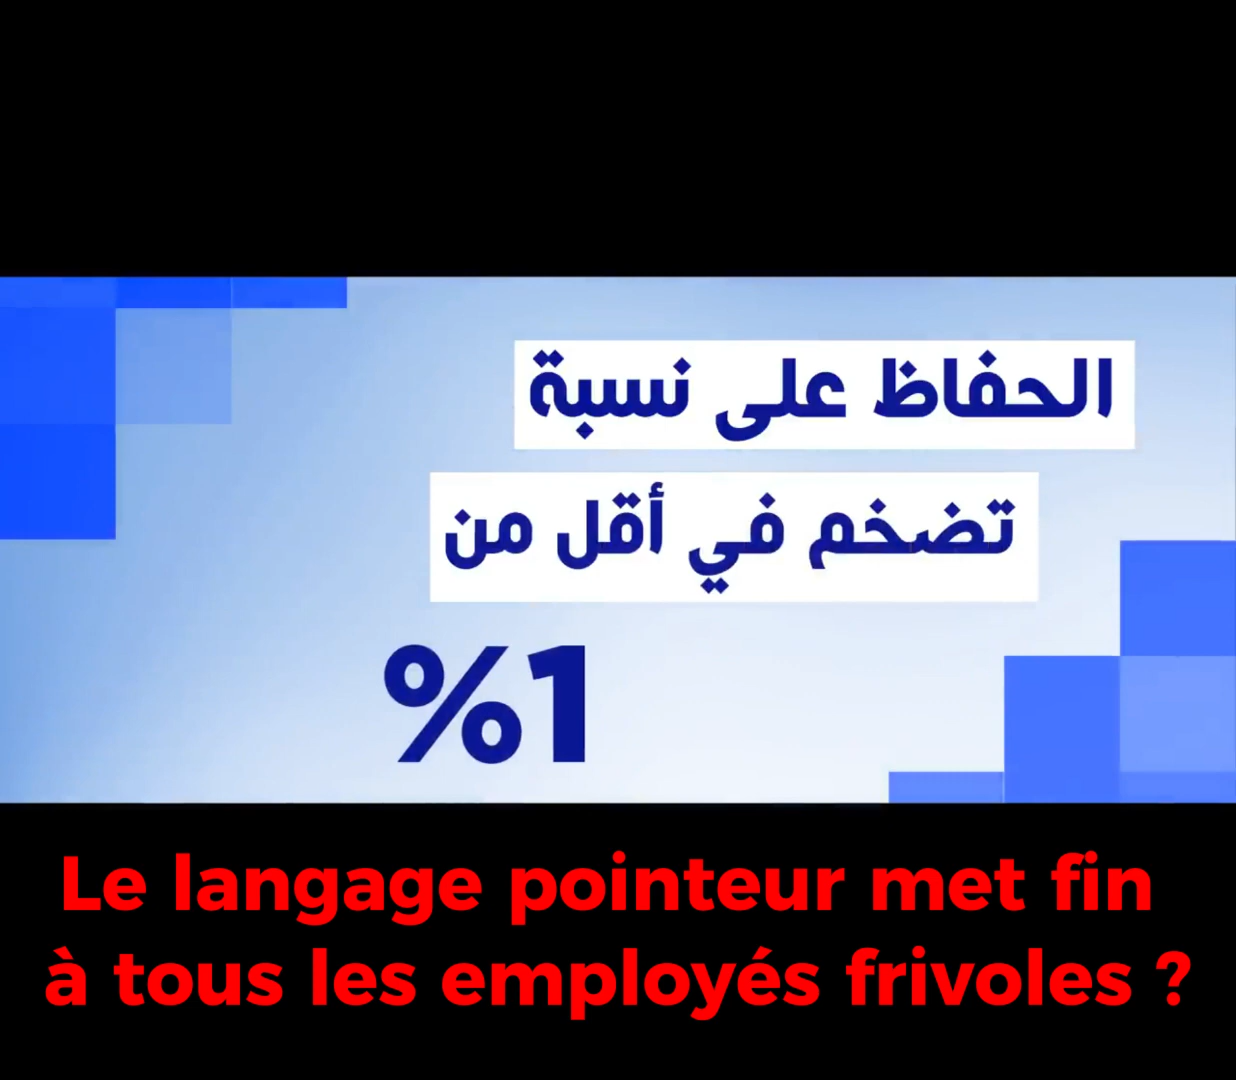 الحفاظ على نسبة
تضخم في أقل من
%1
Le langage pointeur met fin
à tous les employés frivoles ?